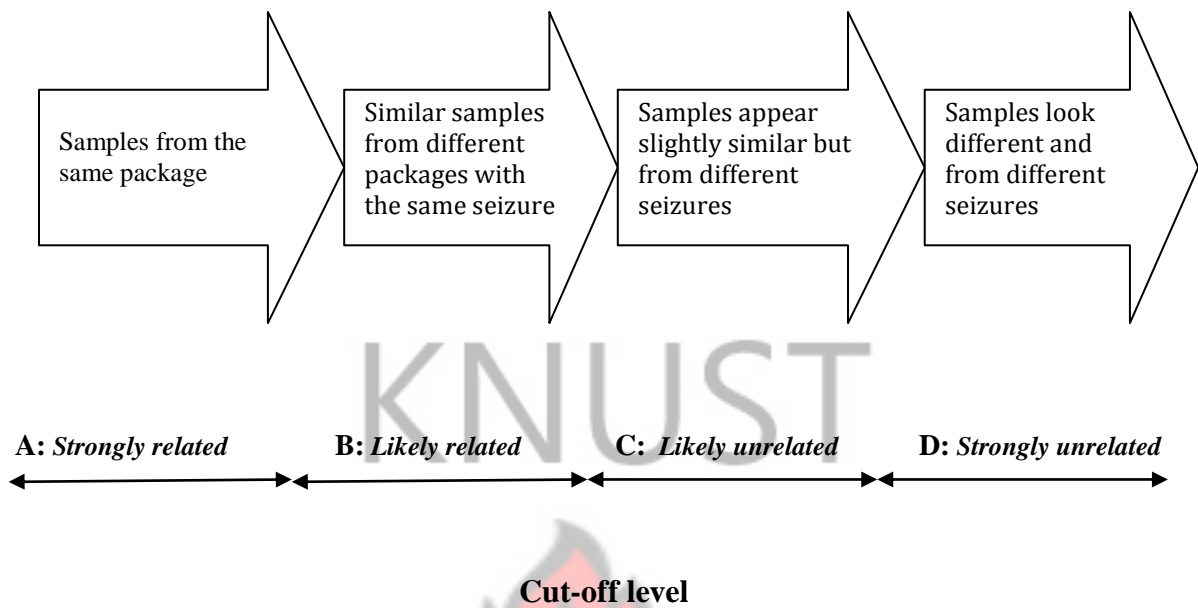 Samples from the
same package
Similar samples
from different
packages with
the same seizure
Samples appear
slightly similar but
from different
seizures
Samples look
different and
from different
seizures
KNUST
A: Strongly related
B: Likely related
C: Likely unrelated
D: Strongly unrelated
Cut-off level